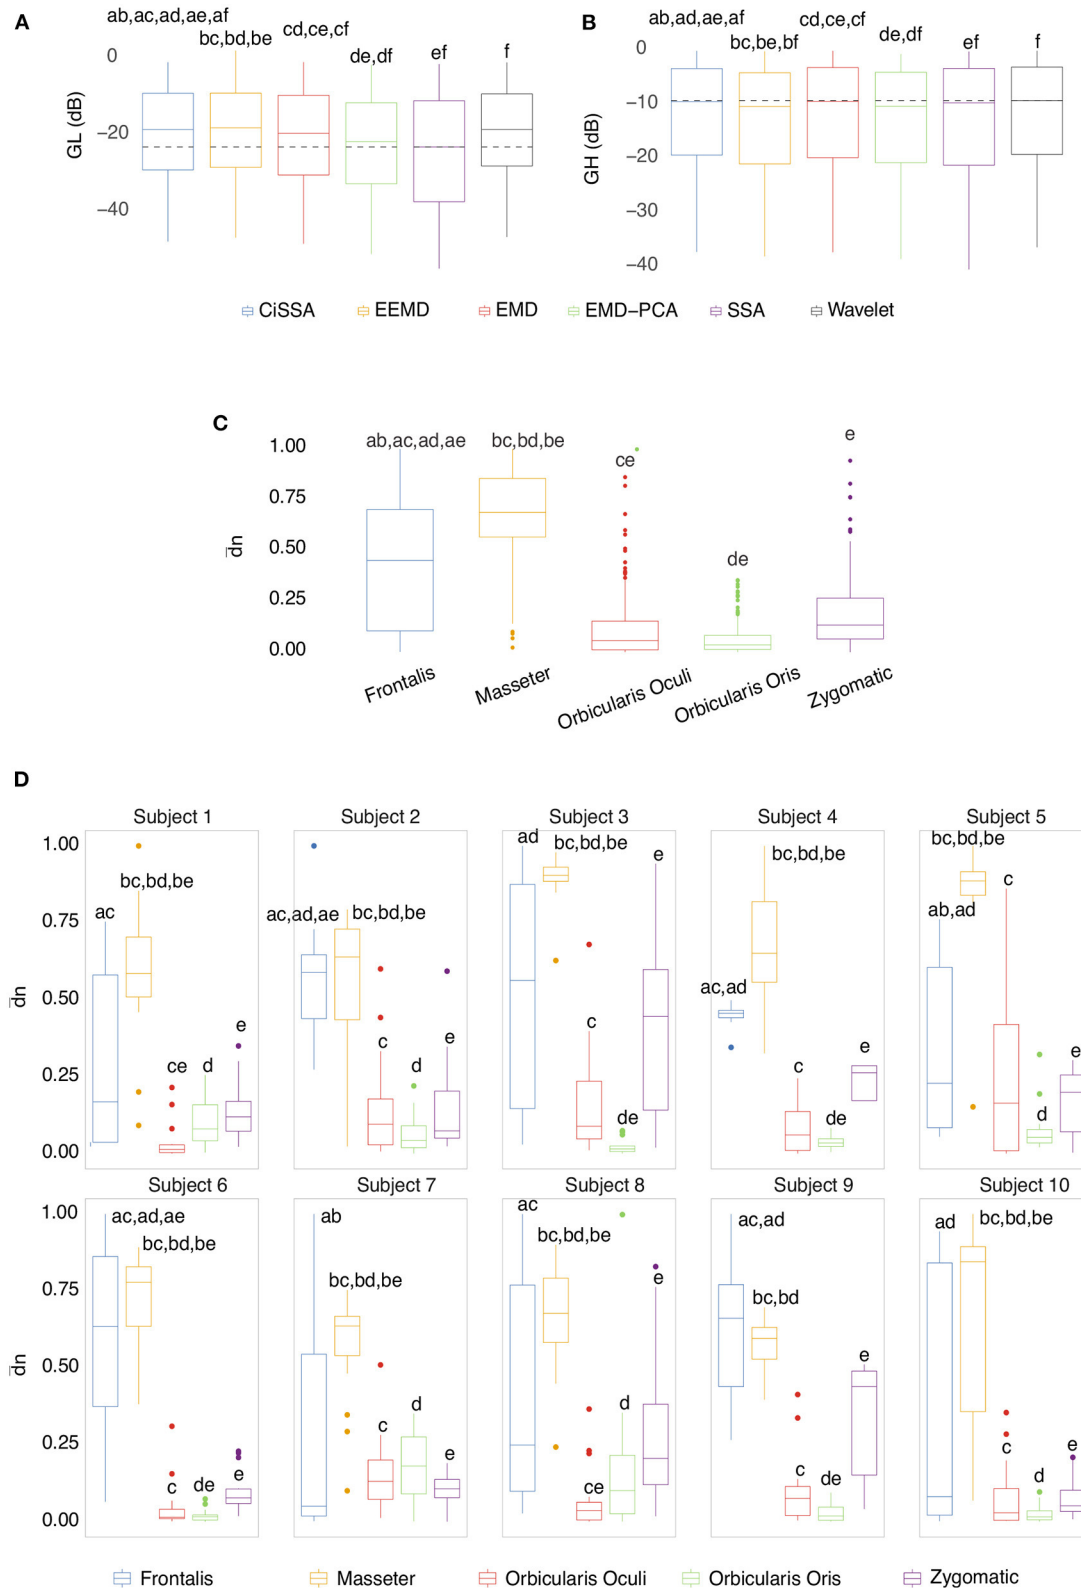 A
ab,ac,ad,ae,af
bc,bd,be
cd,ce,cf
de,df
ef
f
GL (dB)
0
−20
−40
B
ab,ad,ae,af
bc,be,bf
cd,ce,cf
de,df
ef
f
GH (dB)
0
−10
−20
−30
−40
CiSSA
EEMD
EMD
EMD−PCA
SSA
Wavelet
C
ab,ac,ad,ae
bc,bd,be
ce
de
e
dn
1.00
0.75
0.50
0.25
0.00
Frontalis
Masseter
Orbicularis Oculi
Orbicularis Oris
Zygomatic
D
Subject 1
Subject 2
Subject 3
Subject 4
Subject 5
dn
1.00
0.75
0.50
0.25
0.00
ac
bc,bd,be
ce
d
e
ac,ad,ae
bc,bd,be
c
d
e
ad
bc,bd,be
c
de
e
ac,ad
bc,bd,be
c
de
e
ab,ad
bc,bd,be
c
d
e
Subject 6
Subject 7
Subject 8
Subject 9
Subject 10
dn
1.00
0.75
0.50
0.25
0.00
ac,ad,ae
bc,bd,be
c
de
e
ab
bc,bd,be
c
d
e
ac
bc,bd,be
ce
d
e
ac,ad
bc,bd
c
de
e
ad
bc,bd,be
c
d
e
Frontalis
Masseter
Orbicularis Oculi
Orbicularis Oris
Zygomatic